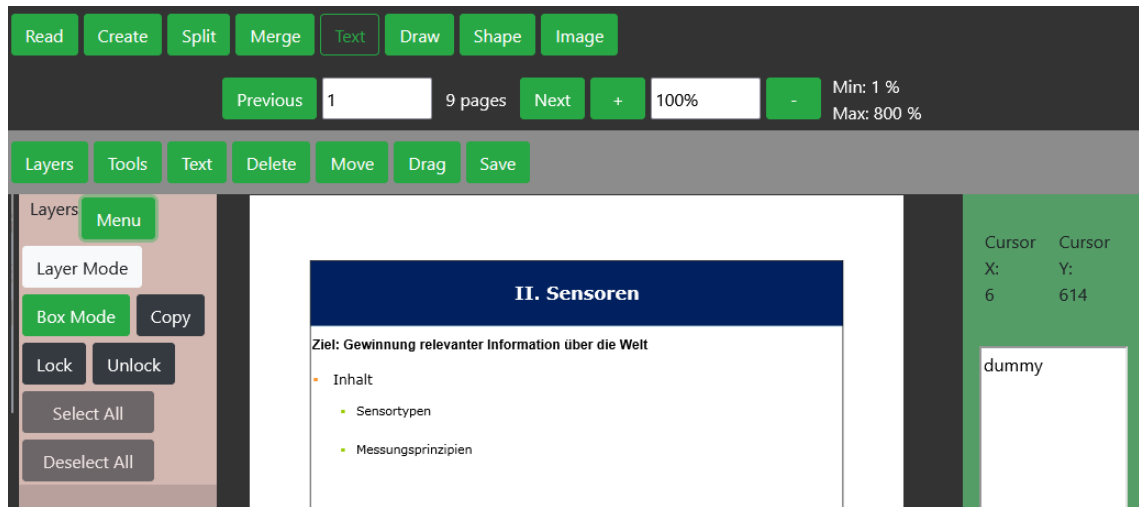 Read Create Split Merge Text Draw Shape Image
Previous 1 9 pages Next + 100% - Min: 1 %
Max: 800 %
Layers Tools Text Delete Move Drag Save
Layers Menu
Layer Mode
Box Mode Copy
Lock Unlock
Select All
Deselect All
II. Sensoren
Ziel: Gewinnung relevanter Information über die Welt
Inhalt
Sensortypen
Messungsprinzipien
Cursor Cursor
X: Y:
6 614
dummy